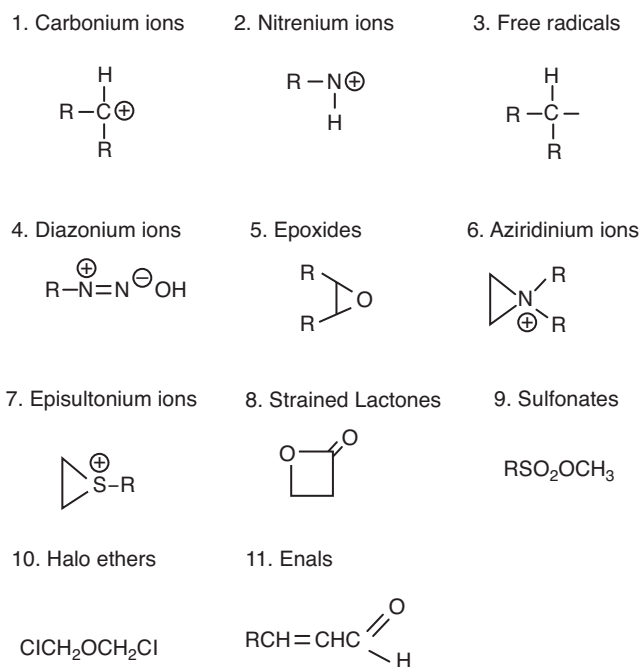 1. Carbonium ions 2. Nitrenium ions 3. Free radicals
H
R–C⊕
R
R–N⊕
H
H
R–C–
R
4. Diazonium ions 5. Epoxides 6. Aziridinium ions
⊕ ⊖
R–N=N OH
R
O
R
R
N
⊕ R
7. Episultonium ions 8. Strained Lactones 9. Sulfonates
⊕
S–R
O O
RSO₂OCH₃
10. Halo ethers 11. Enals
O
ClCH₂OCH₂Cl RCH=CHC
H